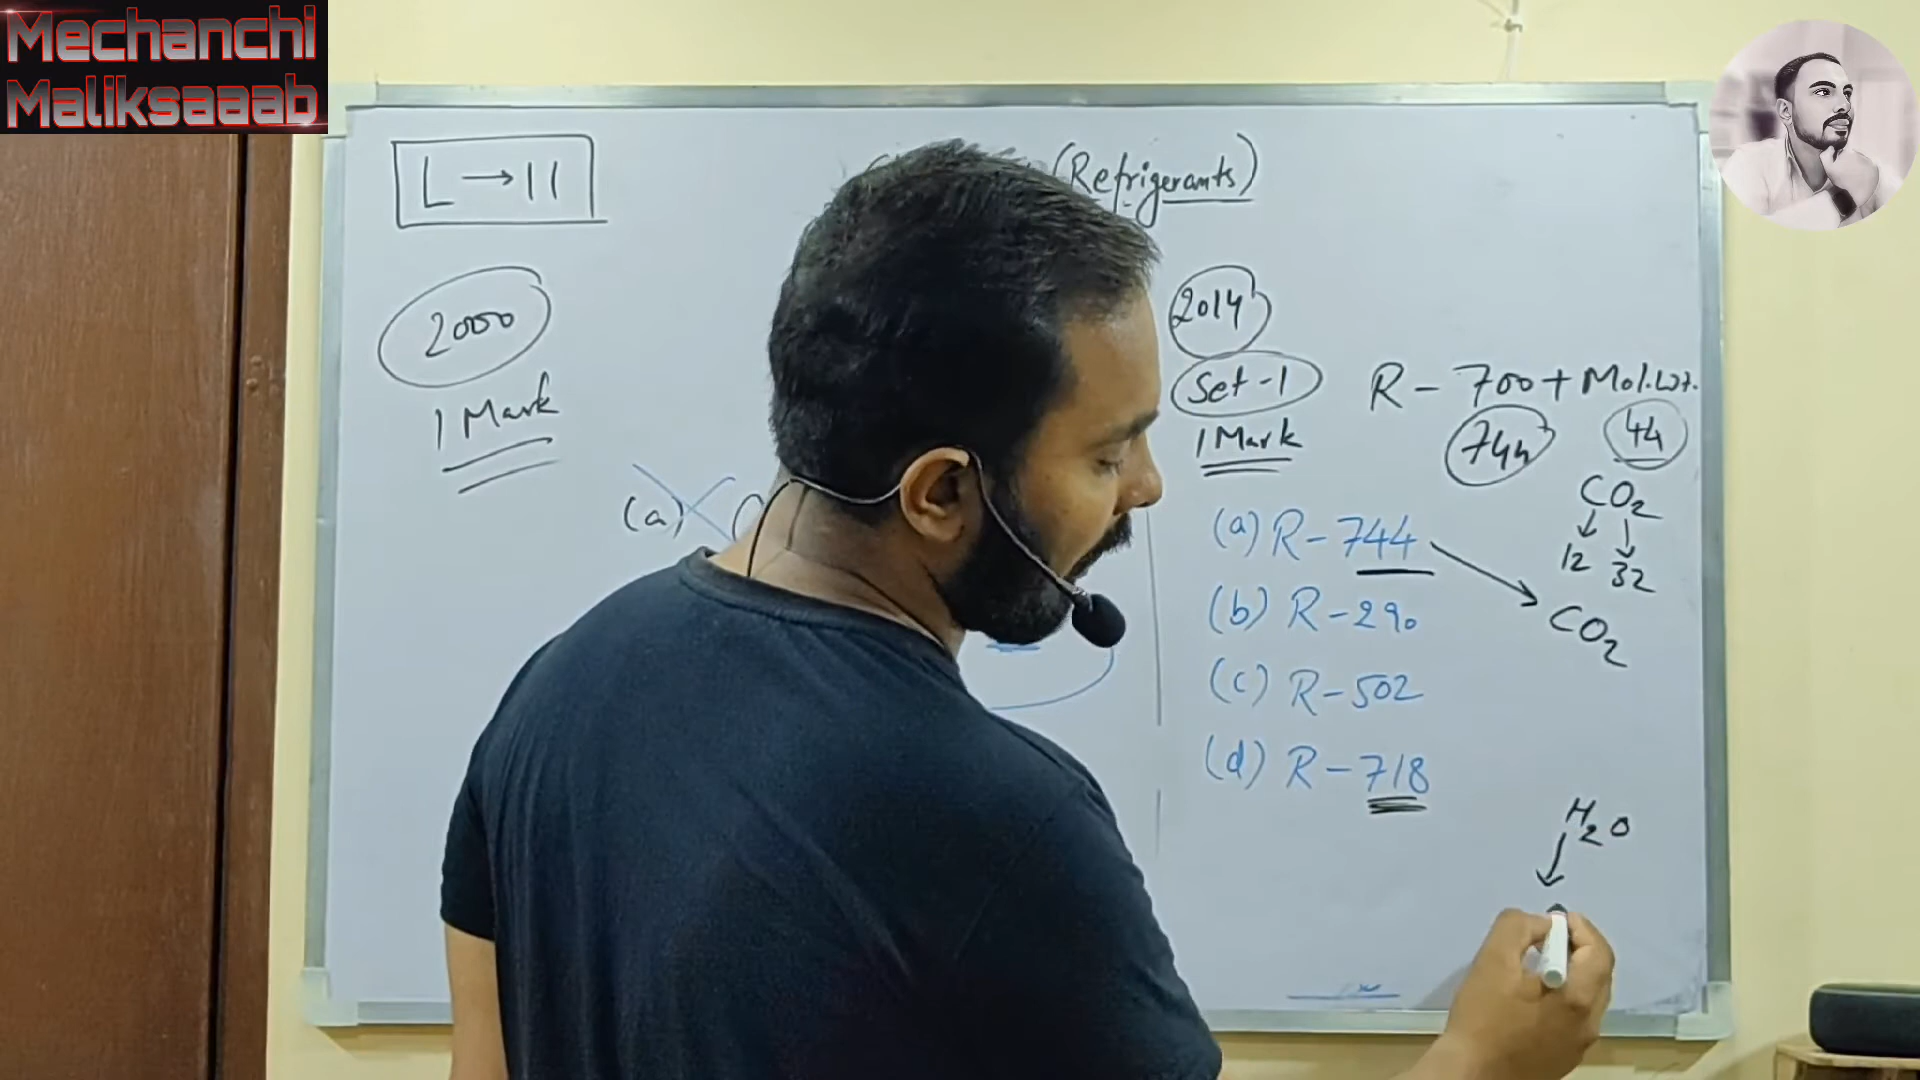 Mechanchi
Maliksaaab
L → 11
(Refrigerants)
2000
1 Mark
(a)
2014
Set-1
1 Mark
R - 700 + Mol. wt.
744
44
CO2
12 32
(a) R-744
CO2
(b) R-290
(c) R-502
(d) R-718
H2O